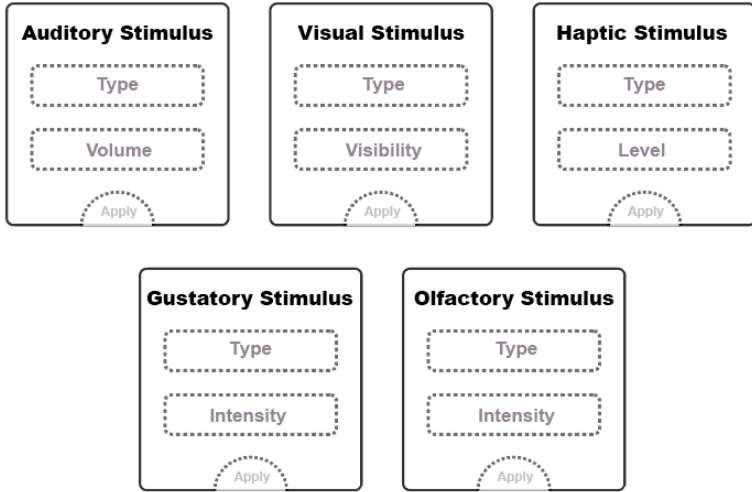 Auditory Stimulus
Type
Volume
Apply
Visual Stimulus
Type
Visibility
Apply
Haptic Stimulus
Type
Level
Apply
Gustatory Stimulus
Type
Intensity
Apply
Olfactory Stimulus
Type
Intensity
Apply